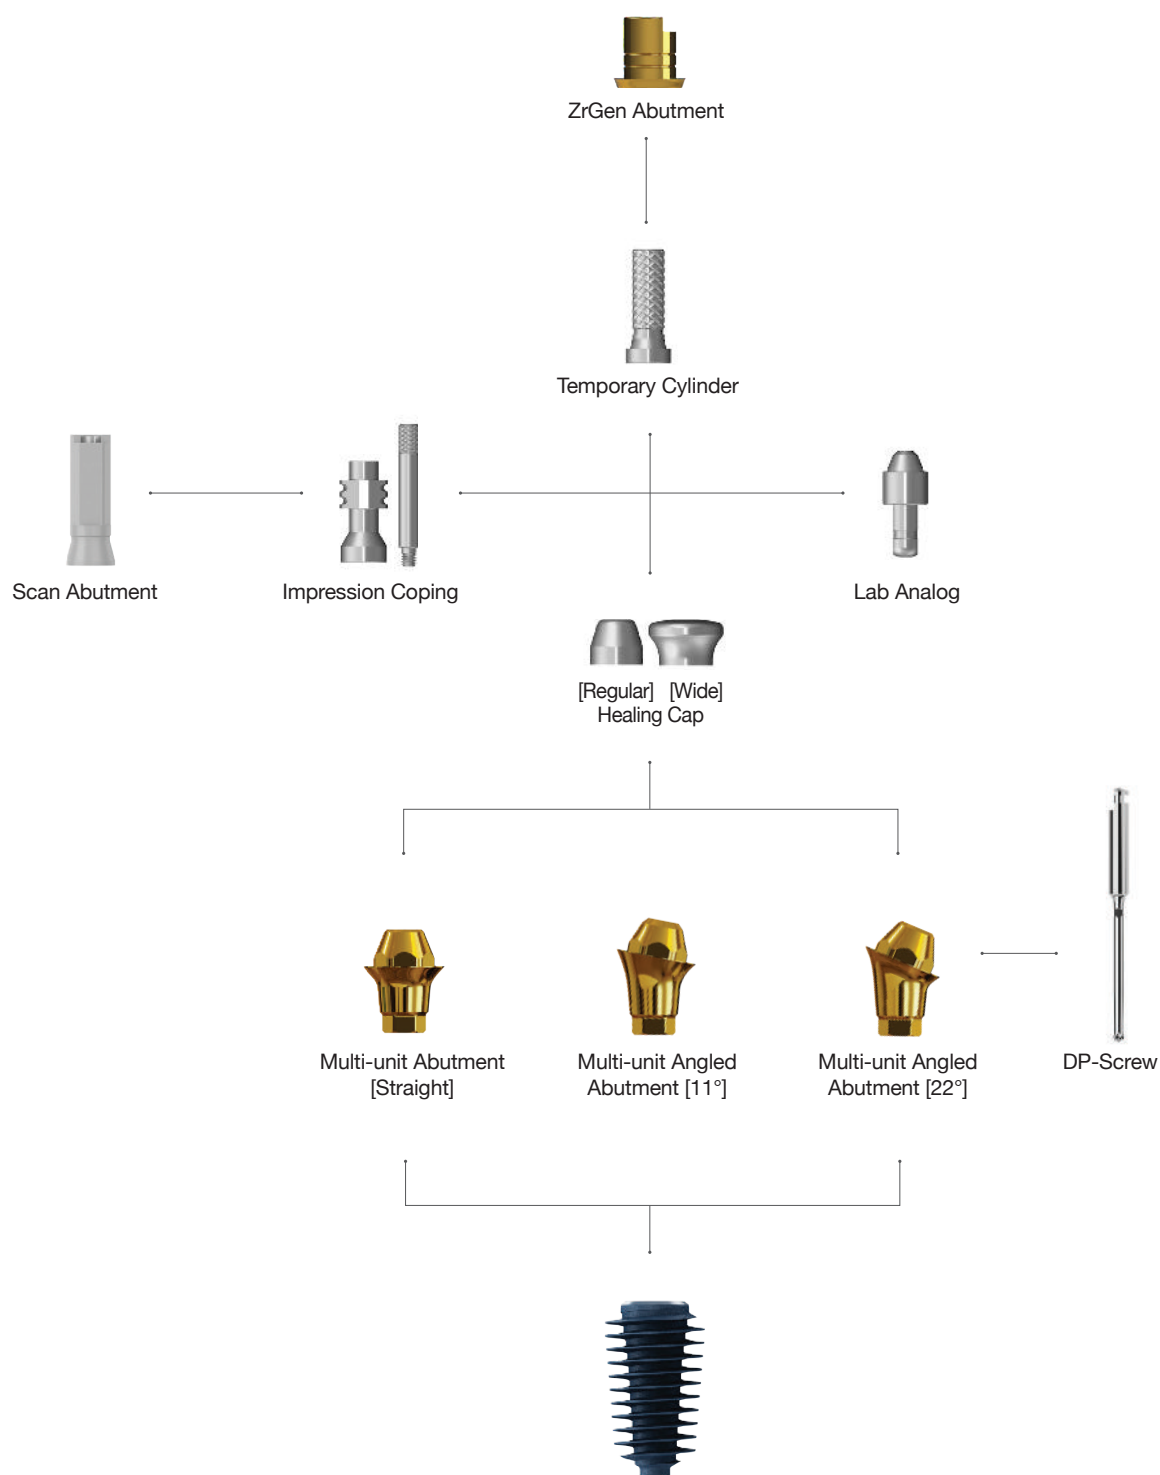 ZrGen Abutment
Temporary Cylinder
Scan Abutment
Impression Coping
Lab Analog
[Regular] [Wide]
Healing Cap
Multi-unit Abutment
[Straight]
Multi-unit Angled
Abutment [11°]
Multi-unit Angled
Abutment [22°]
DP-Screw